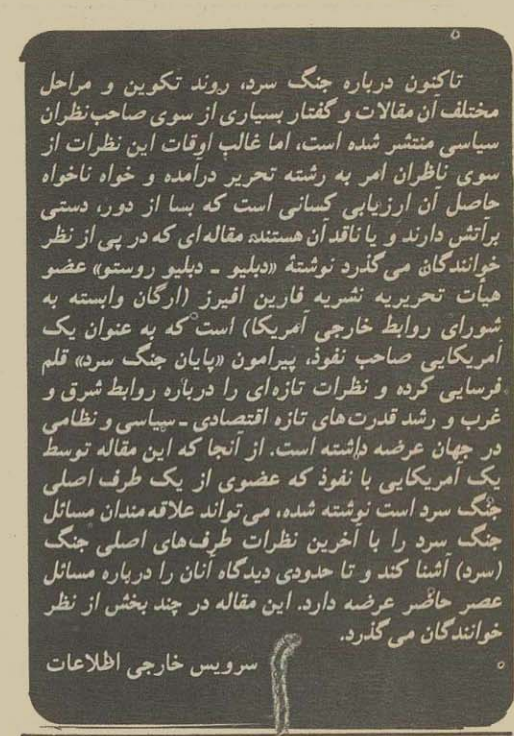 تاکنون درباره جنگ سرد، روند تکوین و مراحل
مختلف آن مقالات و گفتار بسیاری از سوی صاحب‌نظران
سیاسی منتشر شده است، اما غالب اوقات این نظرات از
سوی ناظران امر به رشته تحریر درآمده و خواه ناخواه
حاصل آن ارزیابی کسانی است که بسا از دور، دستی
برآتش دارند و یا ناقد آن هستند. مقاله‌ای که در پی از نظر
خوانندگان می‌گذرد نوشتهٔ «دبلیو ـ دبلیو روستو» عضو
هیأت تحریریه نشریه فارین افیرز (ارگان وابسته به
شورای روابط خارجی آمریکا) است که به عنوان یک
آمریکایی صاحب نفوذ، پیرامون «پایان جنگ سرد» قلم
فرسایی کرده و نظرات تازه‌ای را درباره روابط شرق و
غرب و رشد قدرت‌های تازه اقتصادی ـ سیاسی و نظامی
در جهان عرضه داشته است. از آنجا که این مقاله توسط
یک آمریکایی با نفوذ که عضوی از یک طرف اصلی
جنگ سرد است نوشته شده، می‌تواند علاقه‌مندان مسائل
جنگ سرد را با آخرین نظرات طرف‌های اصلی جنگ
(سرد) آشنا کند و تا حدودی دیدگاه آنان را درباره مسائل
عصر حاضر عرضه دارد. این مقاله در چند بخش از نظر
خوانندگان می‌گذرد.
سرویس خارجی اطلاعات